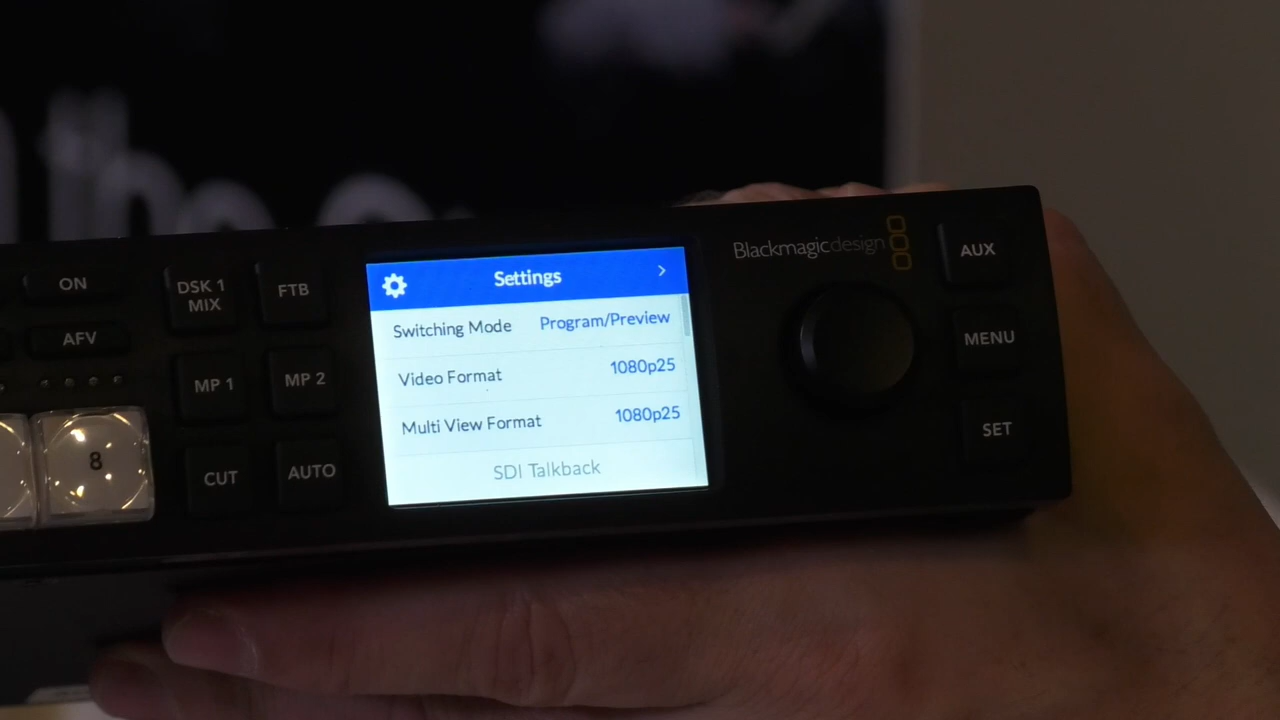 Blackmagicdesign
AUX
ON
DSK 1
MIX
FTB
Settings
Switching Mode Program/Preview
AFV
MENU
Video Format 1080p25
MP 1
MP 2
Multi View Format 1080p25
SET
8
CUT
AUTO
SDI Talkback